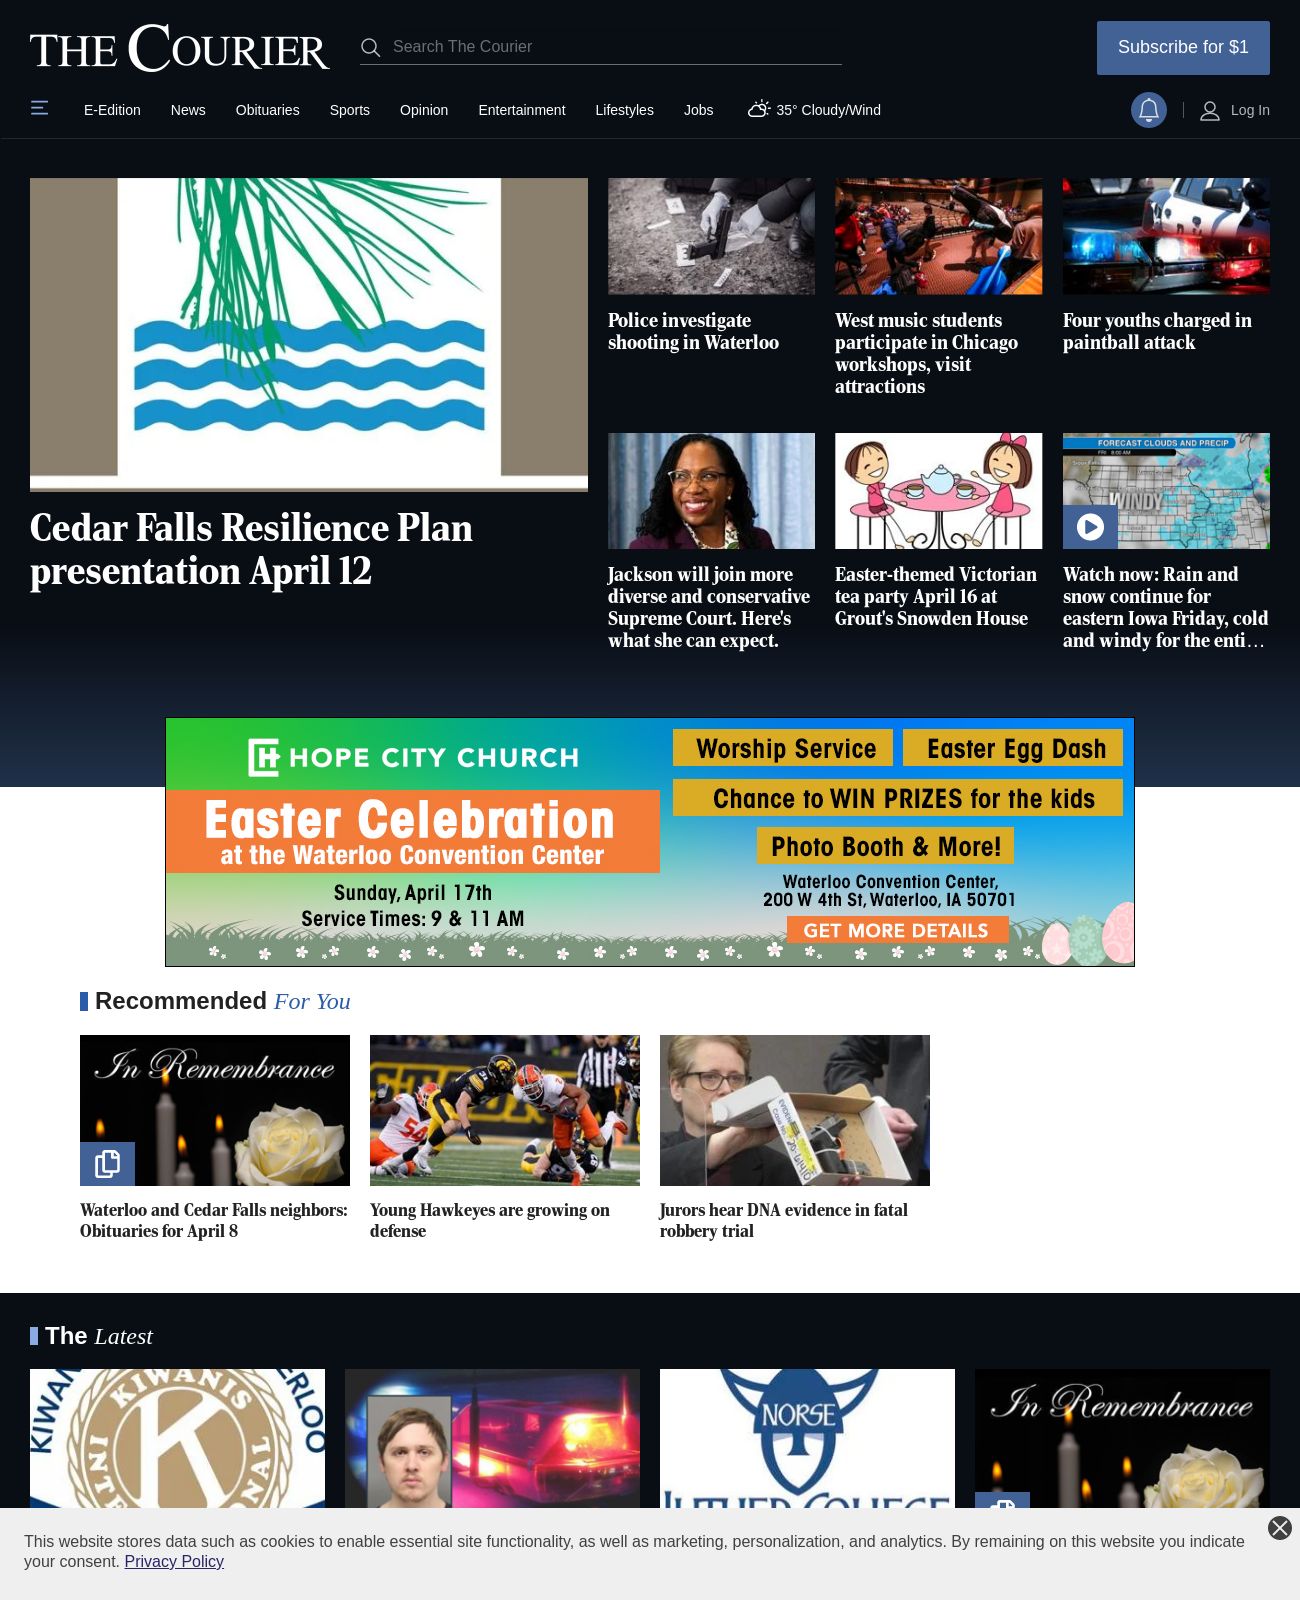 THE COURIER
Search The Courier
Subscribe for $1
E-Edition
News
Obituaries
Sports
Opinion
Entertainment
Lifestyles
Jobs
35° Cloudy/Wind
Log In
Cedar Falls Resilience Plan
presentation April 12
Police investigate
shooting in Waterloo
West music students
participate in Chicago
workshops, visit
attractions
Four youths charged in
paintball attack
Jackson will join more
diverse and conservative
Supreme Court. Here's
what she can expect.
Easter-themed Victorian
tea party April 16 at
Grout's Snowden House
FORECAST CLOUDS AND PRECIP
FRI 8:00 AM
WINDY
Watch now: Rain and
snow continue for
eastern Iowa Friday, cold
and windy for the enti…
HOPE CITY CHURCH
Easter Celebration
at the Waterloo Convention Center
Sunday, April 17th
Service Times: 9 & 11 AM
Worship Service
Easter Egg Dash
Chance to WIN PRIZES for the kids
Photo Booth & More!
Waterloo Convention Center,
200 W 4th St, Waterloo, IA 50701
GET MORE DETAILS
Recommended For You
In Remembrance
54
Waterloo and Cedar Falls neighbors:
Obituaries for April 8
Young Hawkeyes are growing on
defense
Jurors hear DNA evidence in fatal
robbery trial
The Latest
KIWANIS
K
NORSE
LUTHER COLLEGE
In Remembrance
This website stores data such as cookies to enable essential site functionality, as well as marketing, personalization, and analytics. By remaining on this website you indicate
your consent. Privacy Policy